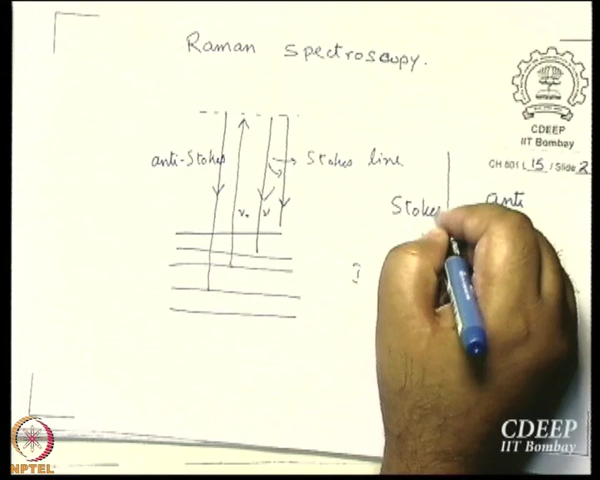 Raman Spectroscopy.
CDEEP
IIT Bombay
CH 601 L 15 / Slide 2
anti-Stokes
Stokes line
ν₀ ν
Stokes
anti
I
CDEEP
IIT Bombay
NPTEL